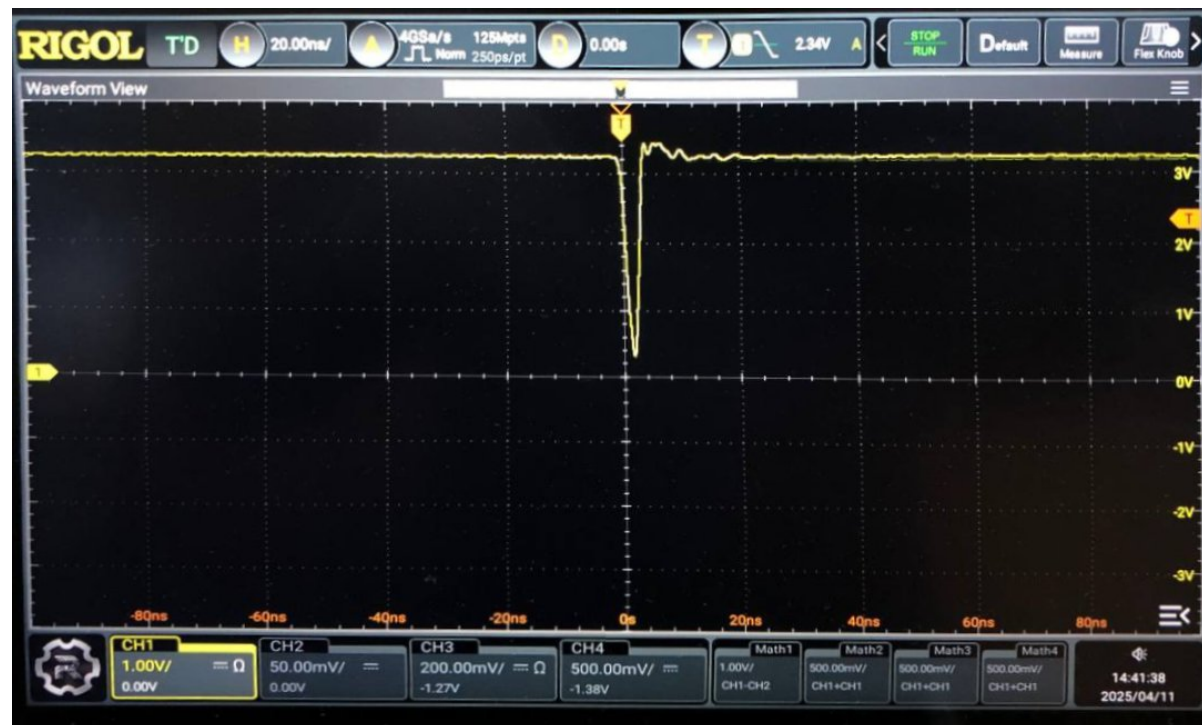 RIGOL T'D H 20.00ns/ A 4GSa/s 125Mpts D 0.00s T 1 2.34V A < STOP Default Measure Flex Knob >
Norm 250ps/pt RUN
Waveform View
T
3V
T
2V
1V
1 0V
-1V
-2V
-3V
-80ns -60ns -40ns -20ns 0s 20ns 40ns 60ns 80ns
CH1 CH2 CH3 CH4 Math1 Math2 Math3 Math4
1.00V/ Ω 50.00mV/ 200.00mV/ Ω 500.00mV/ 1.00V/ 500.00mV/ 500.00mV/ 500.00mV/
0.00V 0.00V -1.27V -1.38V CH1-CH2 CH1+CH1 CH1+CH1 CH1+CH1
14:41:38
2025/04/11